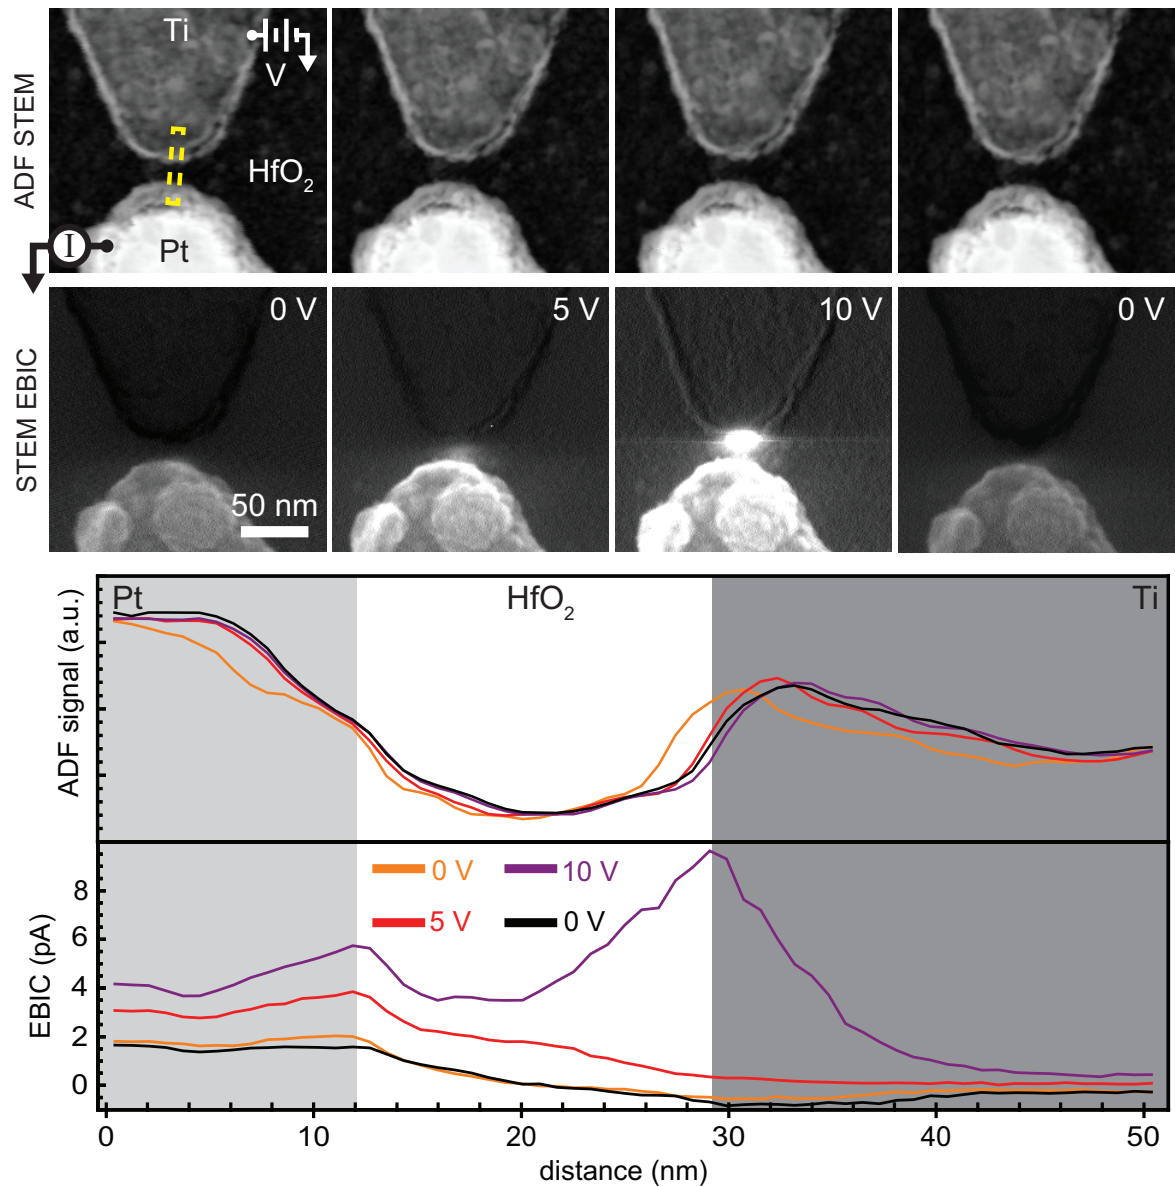 ADF STEM
Ti
V
HfO₂
I
Pt
STEM EBIC
0 V
5 V
10 V
0 V
50 nm
Pt
HfO₂
Ti
ADF signal (a.u.)
0 V
10 V
5 V
0 V
EBIC (pA)
8
6
4
2
0
0
10
20
30
40
50
distance (nm)